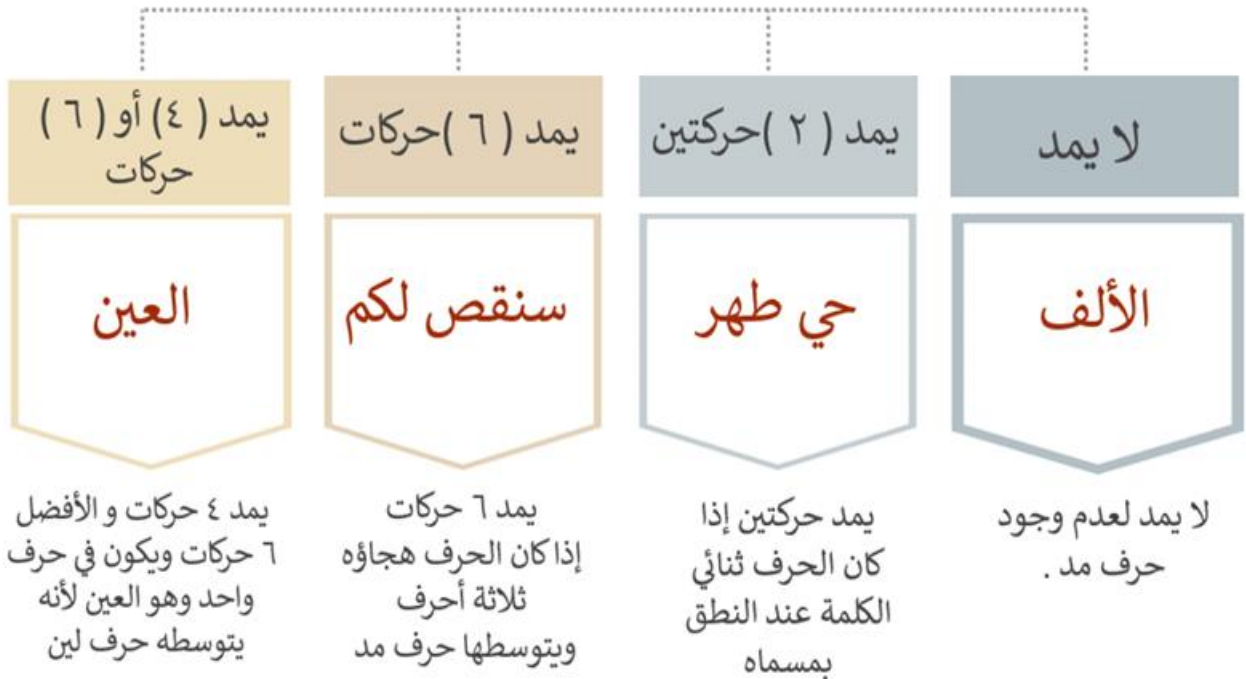 لا يمد
يمد ( ٢ )حركتين
يمد ( ٦ )حركات
يمد ( ٤) أو ( ٦ )
حركات
الألف
حي طهر
سنقص لكم
العين
لا يمد لعدم وجود
حرف مد .
يمد حركتين إذا
كان الحرف ثنائي
الكلمة عند النطق
بمسماه
يمد ٦ حركات
إذا كان الحرف هجاؤه
ثلاثة أحرف
ويتوسطها حرف مد
يمد ٤ حركات و الأفضل
٦ حركات ويكون في حرف
واحد وهو العين لأنه
يتوسطه حرف لين